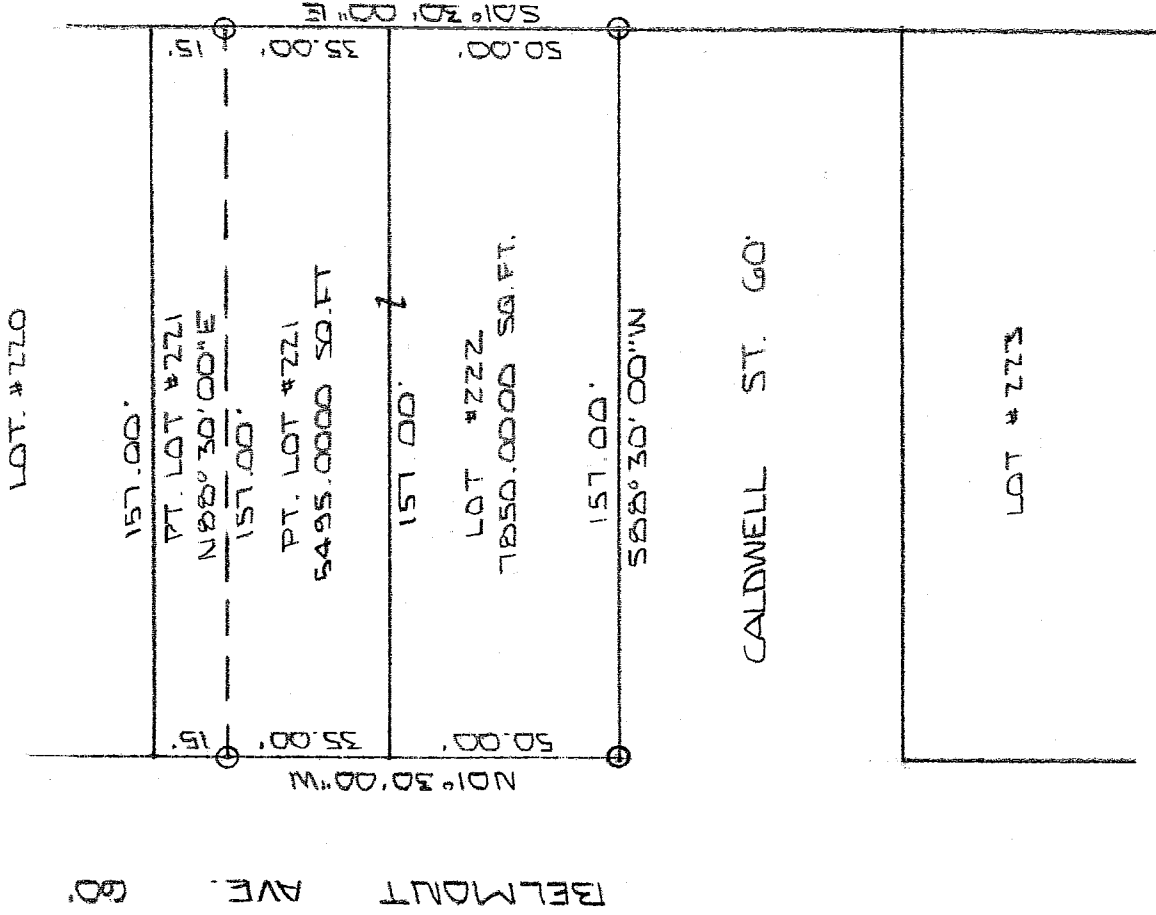 LOT #220
157.00'
PT. LOT #221
N88° 30' 00" E
157.00'
PT. LOT #221
5495.0000 SQ.FT
157.00'
LOT #222
7850.0000 SQ.FT.
157.00'
S88° 30' 00" W
CALDWELL ST. 60'
LOT #223
S01° 30' 00" E
50.00' 35.00' 15'
50.00' 35.00' 15'
N01° 30' 00" W
BELMONT AVE. 60'